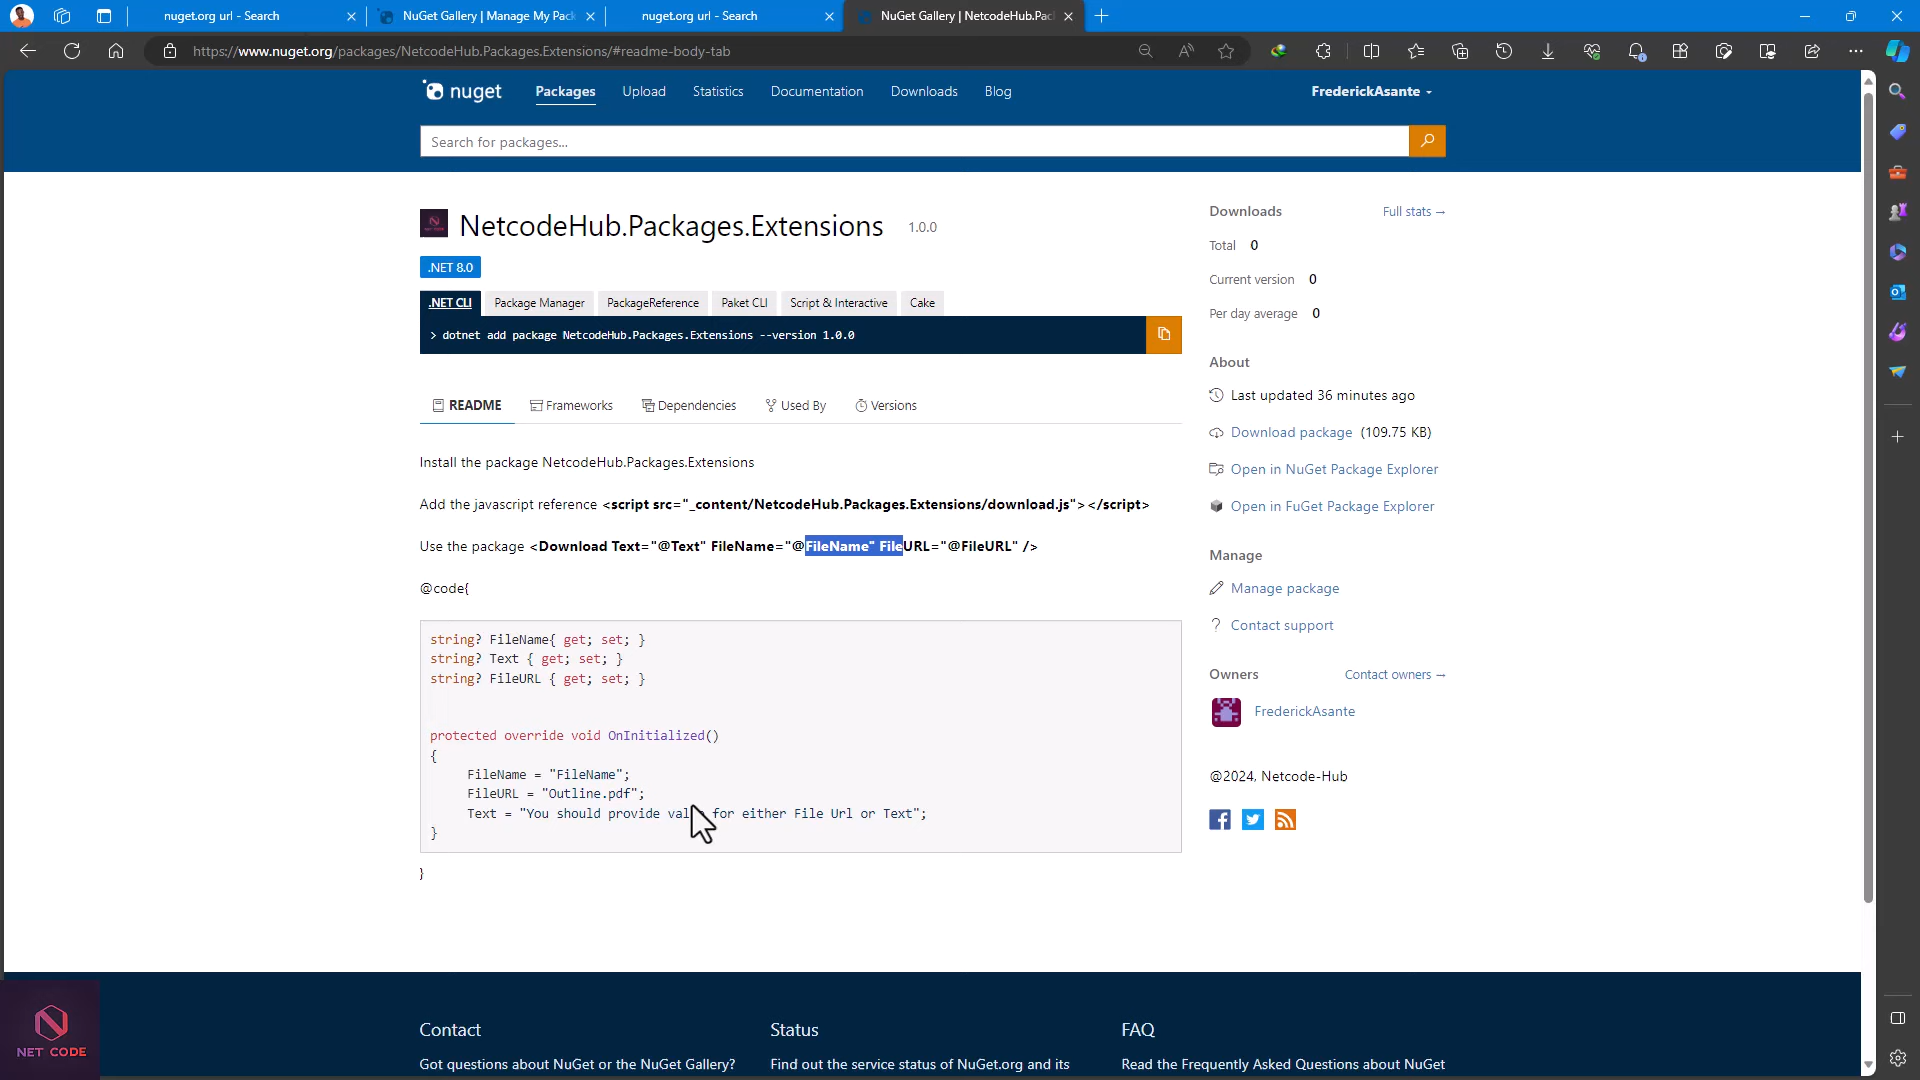 nuget.org url - Search
NuGet Gallery | Manage My Pack
nuget.org url - Search
NuGet Gallery | NetcodeHub.Pac
https://www.nuget.org/packages/NetcodeHub.Packages.Extensions/#readme-body-tab
nuget
Packages
Upload
Statistics
Documentation
Downloads
Blog
FrederickAsante
Search for packages...
NetcodeHub.Packages.Extensions 1.0.0
.NET 8.0
.NET CLI
Package Manager
PackageReference
Paket CLI
Script & Interactive
Cake
> dotnet add package NetcodeHub.Packages.Extensions --version 1.0.0
README
Frameworks
Dependencies
Used By
Versions
Install the package NetcodeHub.Packages.Extensions
Add the javascript reference <script src="_content/NetcodeHub.Packages.Extensions/download.js"></script>
Use the package <Download Text="@Text" FileName="@FileName" FileURL="@FileURL" />
@code{
string? FileName{ get; set; }
string? Text { get; set; }
string? FileURL { get; set; }
protected override void OnInitialized()
{
FileName = "FileName";
FileURL = "Outline.pdf";
Text = "You should provide val for either File Url or Text";
}
}
Downloads
Full stats →
Total 0
Current version 0
Per day average 0
About
Last updated 36 minutes ago
Download package (109.75 KB)
Open in NuGet Package Explorer
Open in FuGet Package Explorer
Manage
Manage package
? Contact support
Owners
Contact owners →
FrederickAsante
@2024, Netcode-Hub
NET CODE
Contact
Got questions about NuGet or the NuGet Gallery?
Status
Find out the service status of NuGet.org and its
FAQ
Read the Frequently Asked Questions about NuGet